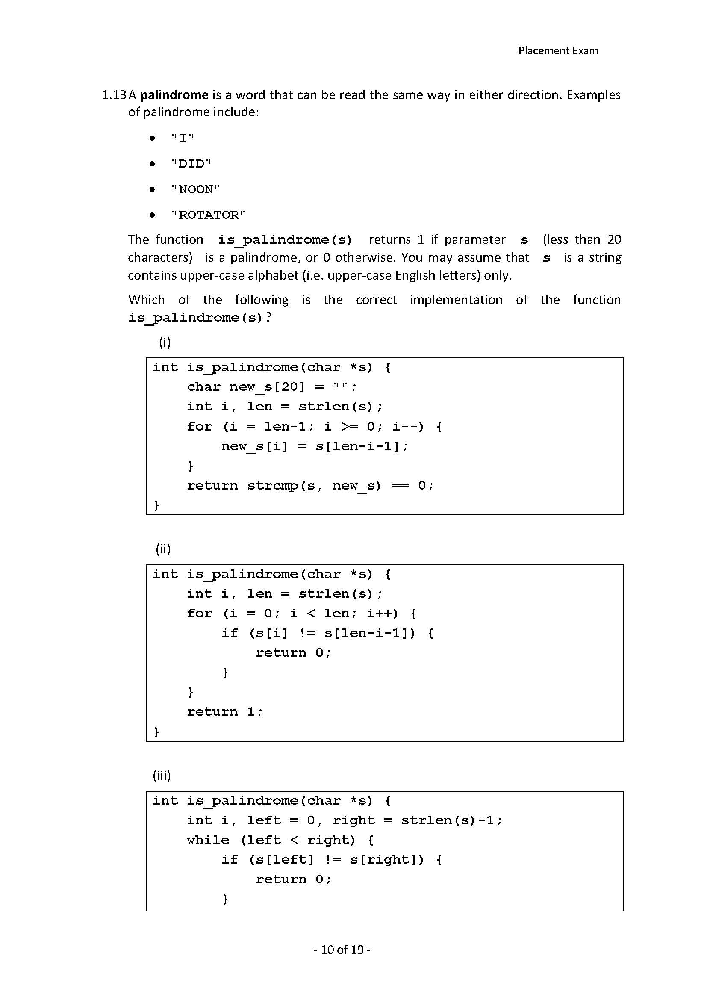 Placement Exam
1.13 A palindrome is a word that can be read the same way in either direction. Examples
of palindrome include:
• "I"
• "DID"
• "NOON"
• "ROTATOR"
The function is_palindrome(s) returns 1 if parameter s (less than 20
characters) is a palindrome, or 0 otherwise. You may assume that s is a string
contains upper-case alphabet (i.e. upper-case English letters) only.
Which of the following is the correct implementation of the function
is_palindrome(s)?
(i)
int is_palindrome(char *s) {
    char new_s[20] = "";
    int i, len = strlen(s);
    for (i = len-1; i >= 0; i--) {
        new_s[i] = s[len-i-1];
    }
    return strcmp(s, new_s) == 0;
}
(ii)
int is_palindrome(char *s) {
    int i, len = strlen(s);
    for (i = 0; i < len; i++) {
        if (s[i] != s[len-i-1]) {
            return 0;
        }
    }
    return 1;
}
(iii)
int is_palindrome(char *s) {
    int i, left = 0, right = strlen(s)-1;
    while (left < right) {
        if (s[left] != s[right]) {
            return 0;
        }
- 10 of 19 -